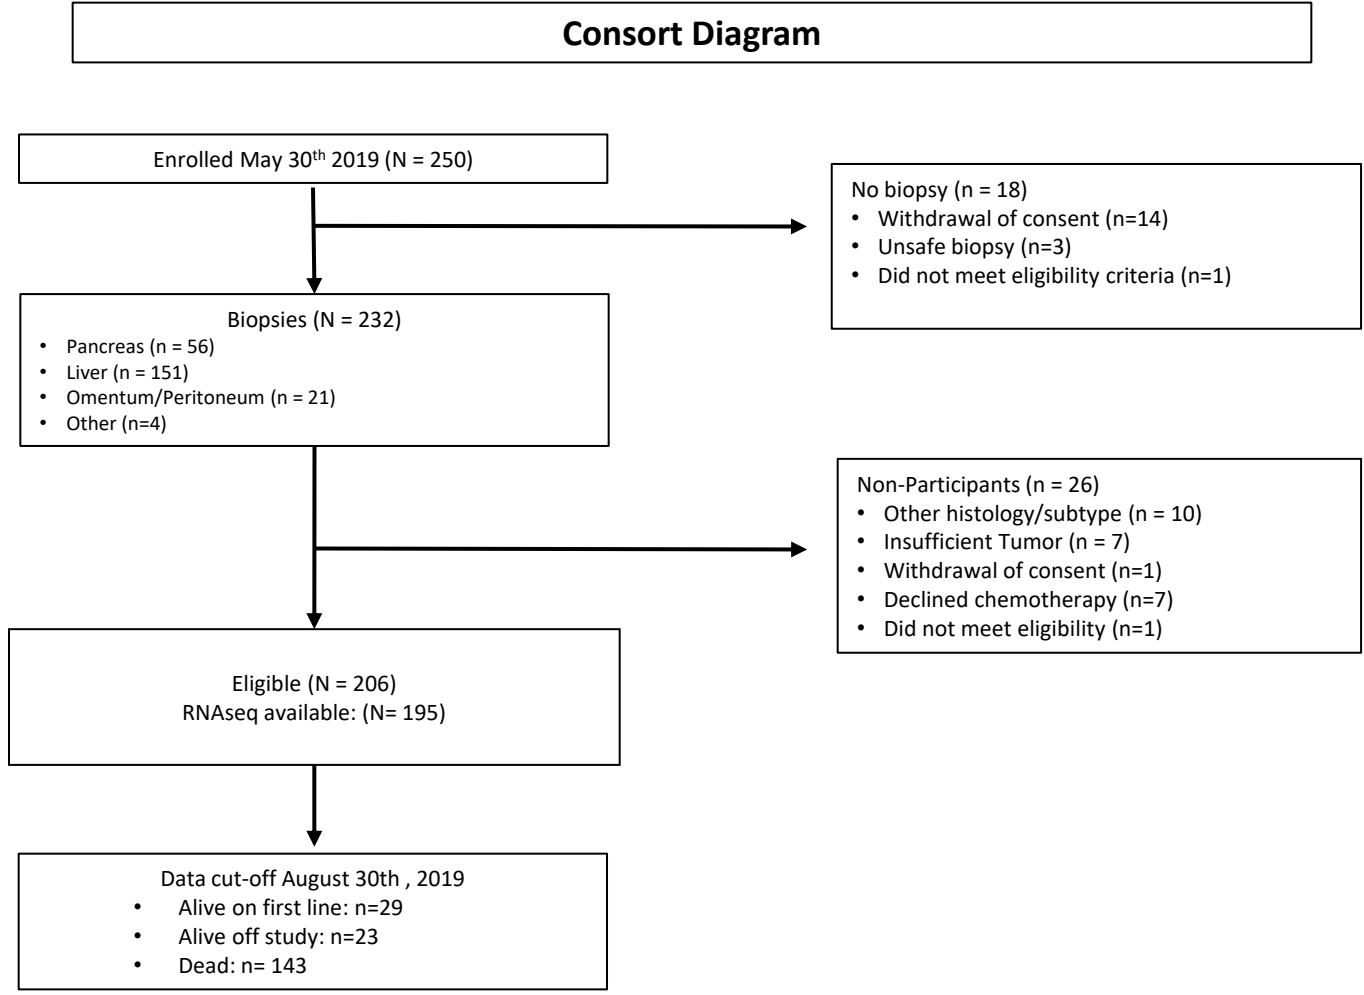 Consort Diagram
Enrolled May 30th 2019 (N = 250)
No biopsy (n = 18)
• Withdrawal of consent (n=14)
• Unsafe biopsy (n=3)
• Did not meet eligibility criteria (n=1)
Biopsies (N = 232)
• Pancreas (n = 56)
• Liver (n = 151)
• Omentum/Peritoneum (n = 21)
• Other (n=4)
Non-Participants (n = 26)
• Other histology/subtype (n = 10)
• Insufficient Tumor (n = 7)
• Withdrawal of consent (n=1)
• Declined chemotherapy (n=7)
• Did not meet eligibility (n=1)
Eligible (N = 206)
RNAseq available: (N= 195)
Data cut-off August 30th , 2019
• Alive on first line: n=29
• Alive off study: n=23
• Dead: n= 143